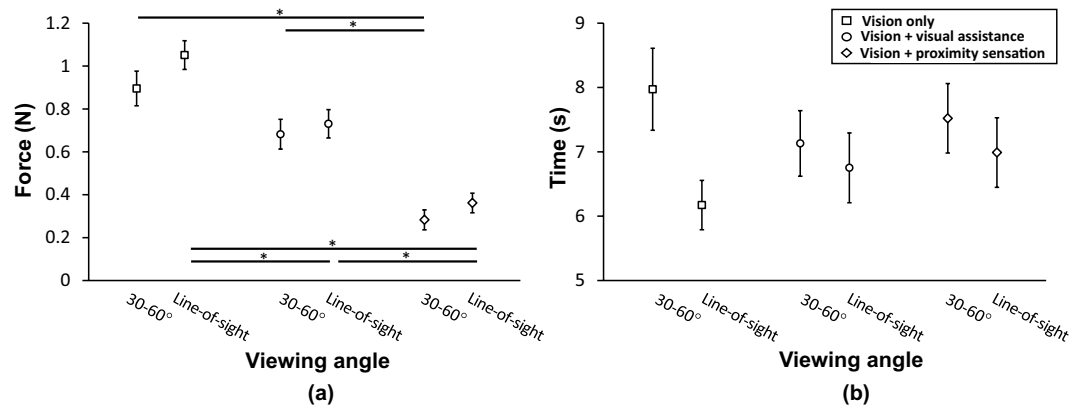 1.2
1
0.8
0.6
0.4
0.2
0
Force (N)
*
*
*
*
*
30-60°
Line-of-sight
30-60°
Line-of-sight
30-60°
Line-of-sight
Viewing angle
(a)
9
8
7
6
5
Time (s)
Vision only
Vision + visual assistance
Vision + proximity sensation
30-60°
Line-of-sight
30-60°
Line-of-sight
30-60°
Line-of-sight
Viewing angle
(b)